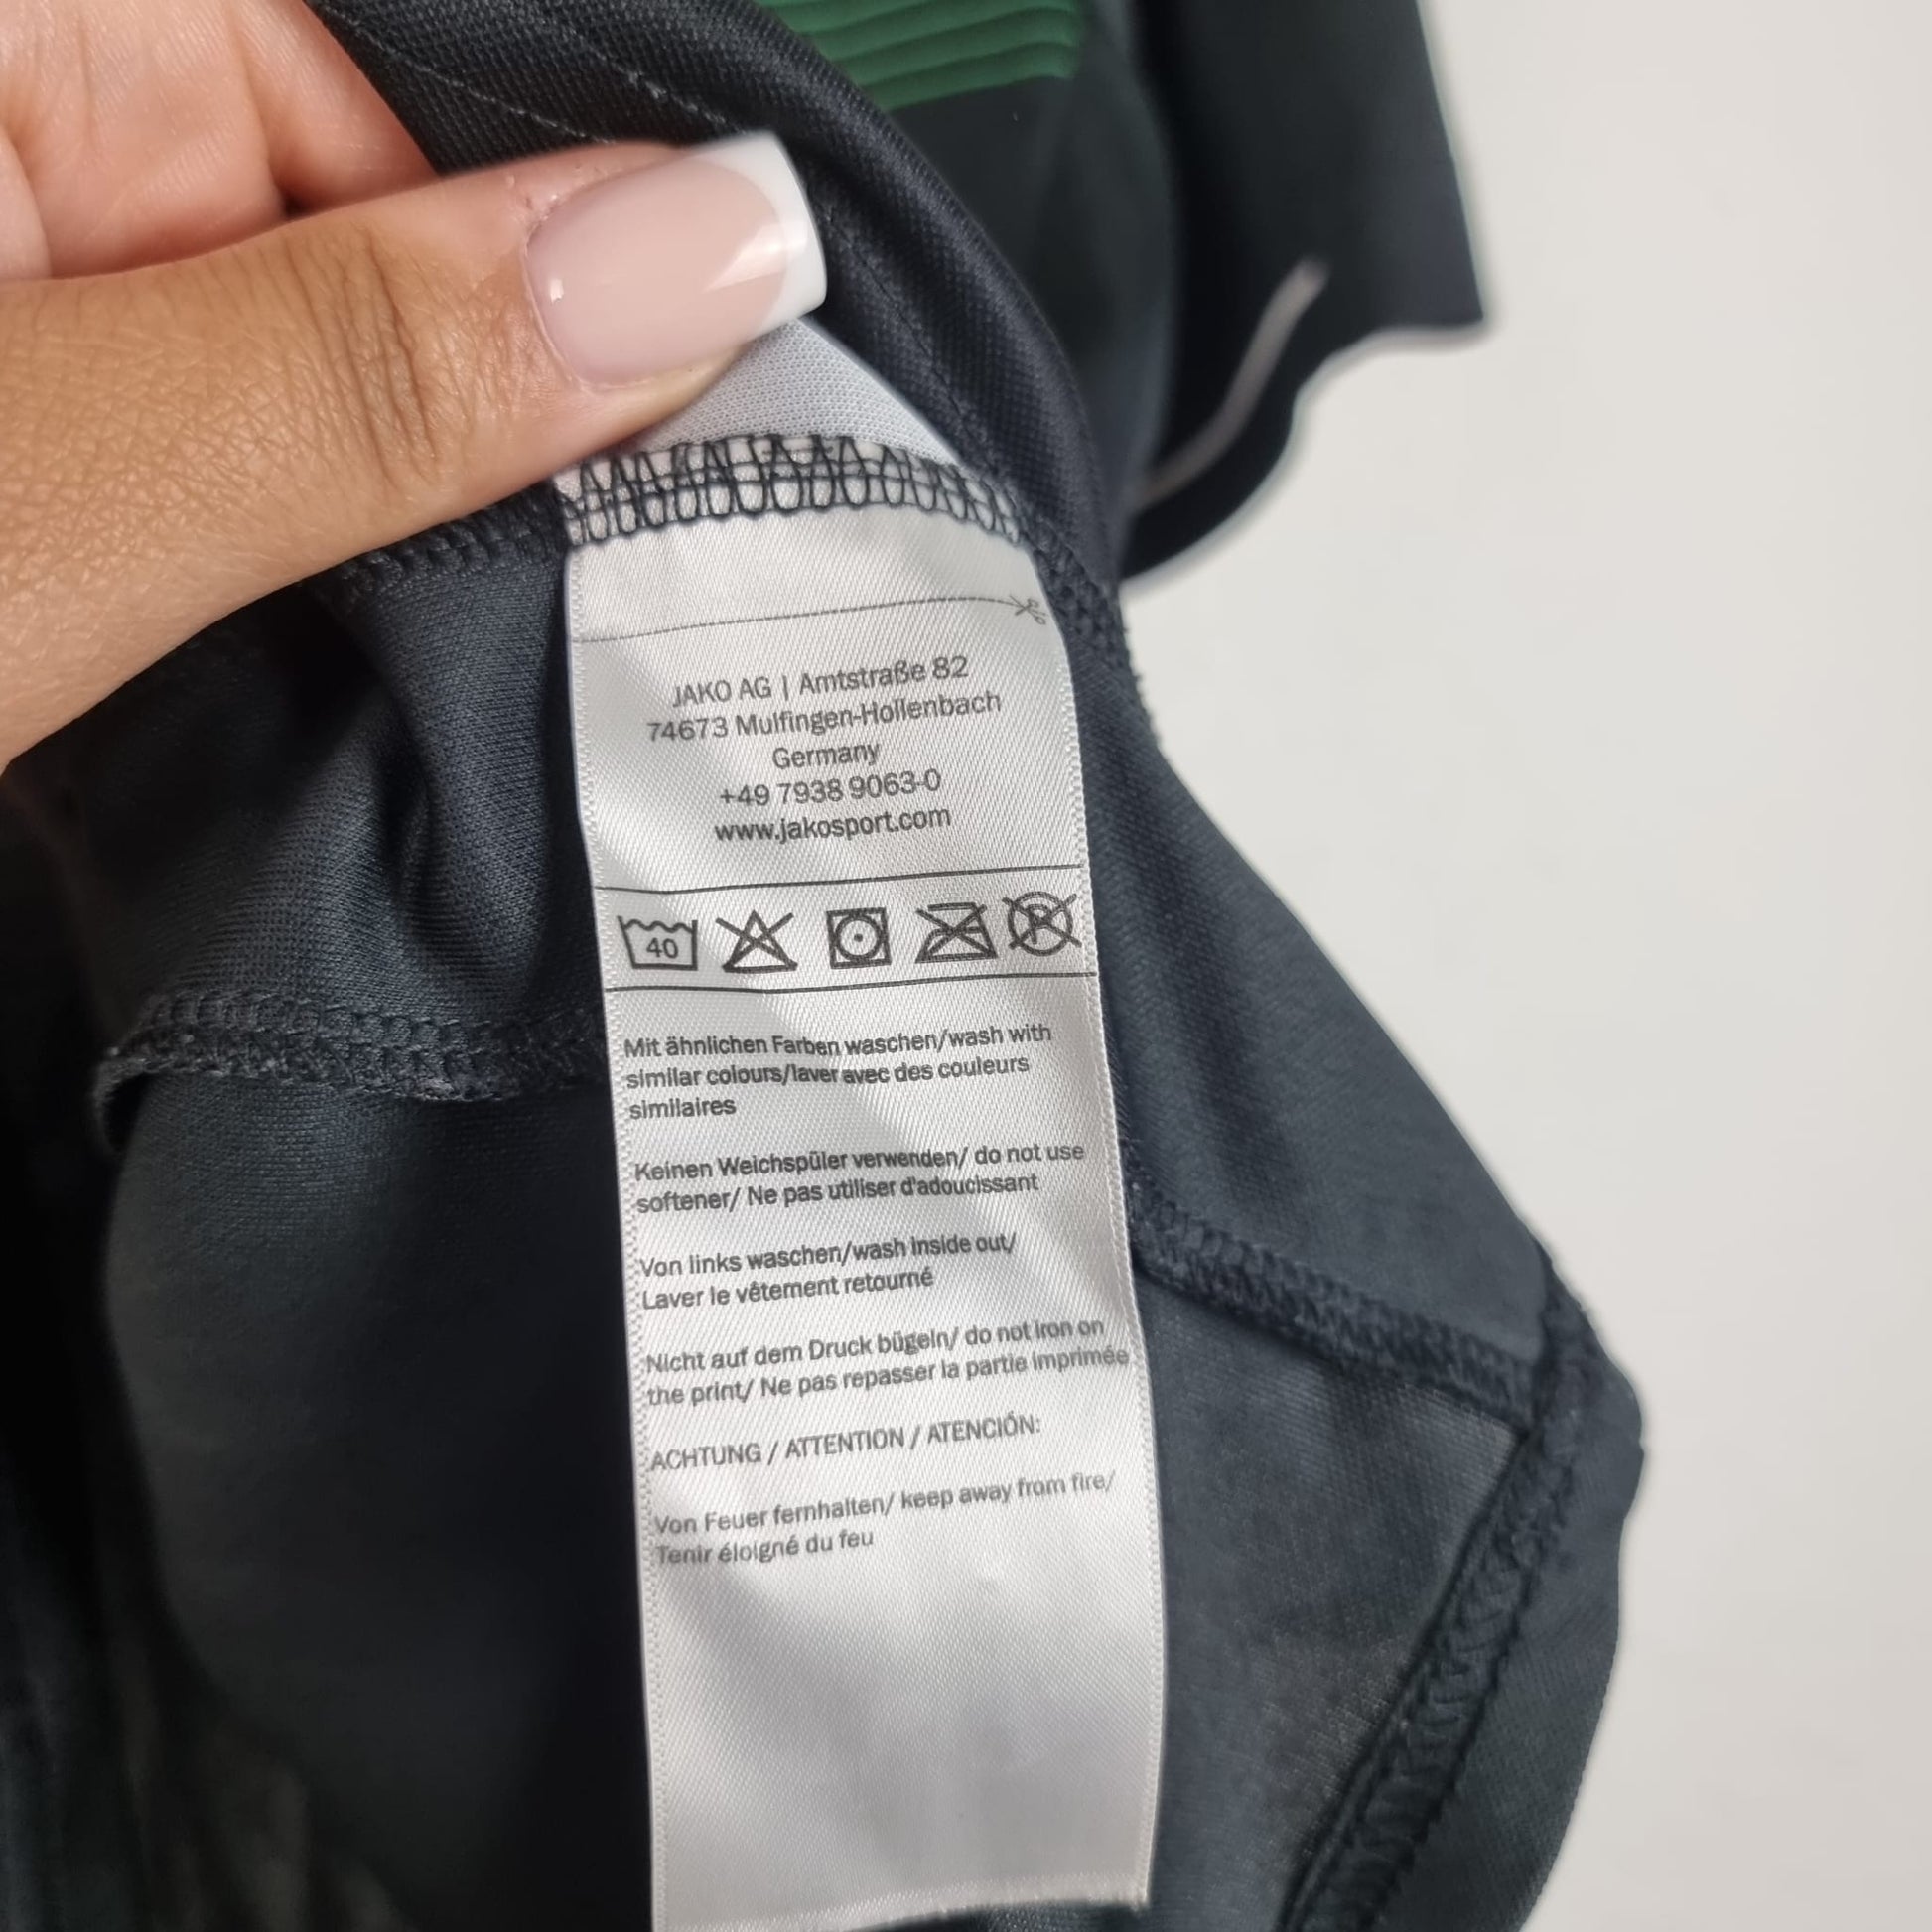 JAKO AG | Amtstraße 82
74673 Mulfingen-Hollenbach
Germany
+49 7938 9063-0
www.jakosport.com
40 P
Mit ähnlichen Farben waschen/wash with
similar colours/laver avec des couleurs
similaires
Keinen Weichspüler verwenden/ do not use
softener/ Ne pas utiliser d'adoucissant
Von links waschen/wash inside out/
Laver le vêtement retourné
Nicht auf dem Druck bügeln/ do not iron on
the print/ Ne pas repasser la partie imprimée
ACHTUNG / ATTENTION / ATENCIÓN:
Von Feuer fernhalten/ keep away from fire/
Tenir éloigné du feu